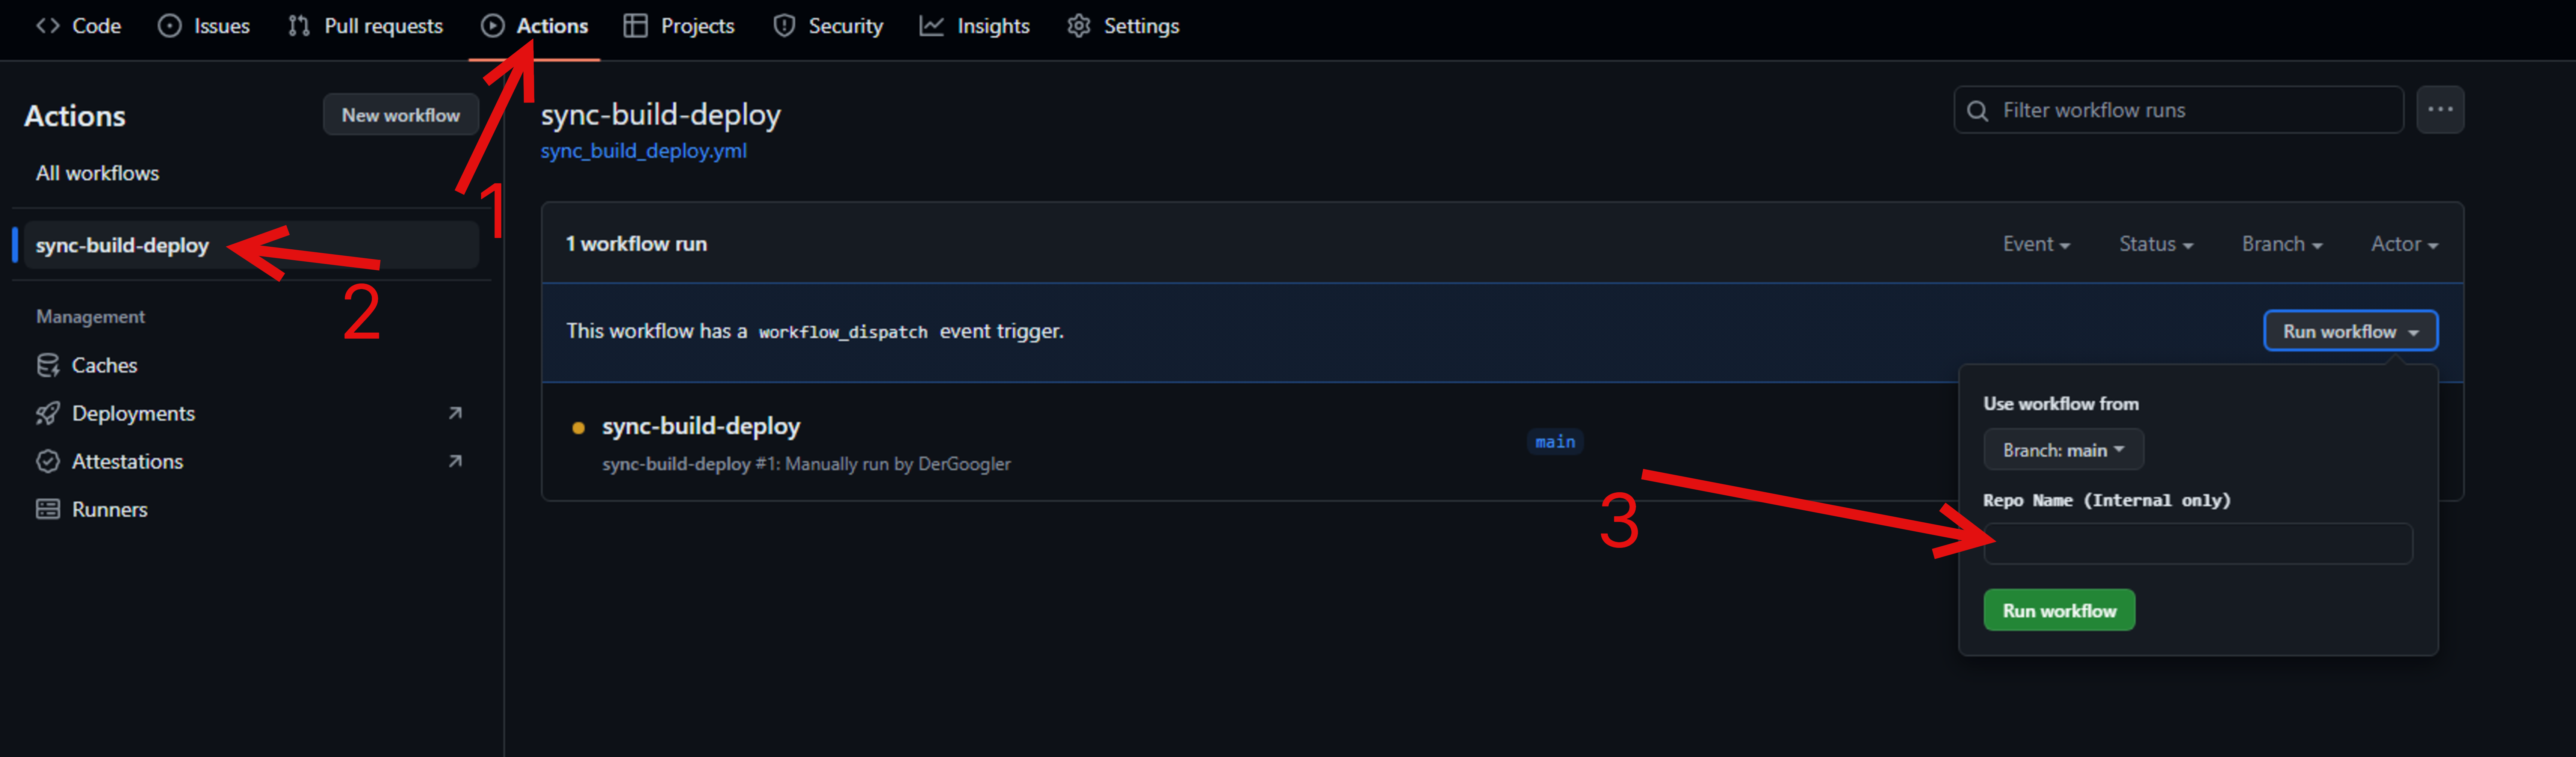 Code Issues Pull requests Actions Projects Security Insights Settings
Actions
New workflow
All workflows
1
sync-build-deploy
2
Management
Caches
Deployments
Attestations
Runners
sync-build-deploy
sync_build_deploy.yml
Filter workflow runs
1 workflow run
Event Status Branch Actor
This workflow has a workflow_dispatch event trigger.
Run workflow
sync-build-deploy
sync-build-deploy #1: Manually run by DerGoogler
main
3
Use workflow from
Branch: main
Repo Name (Internal only)
Run workflow